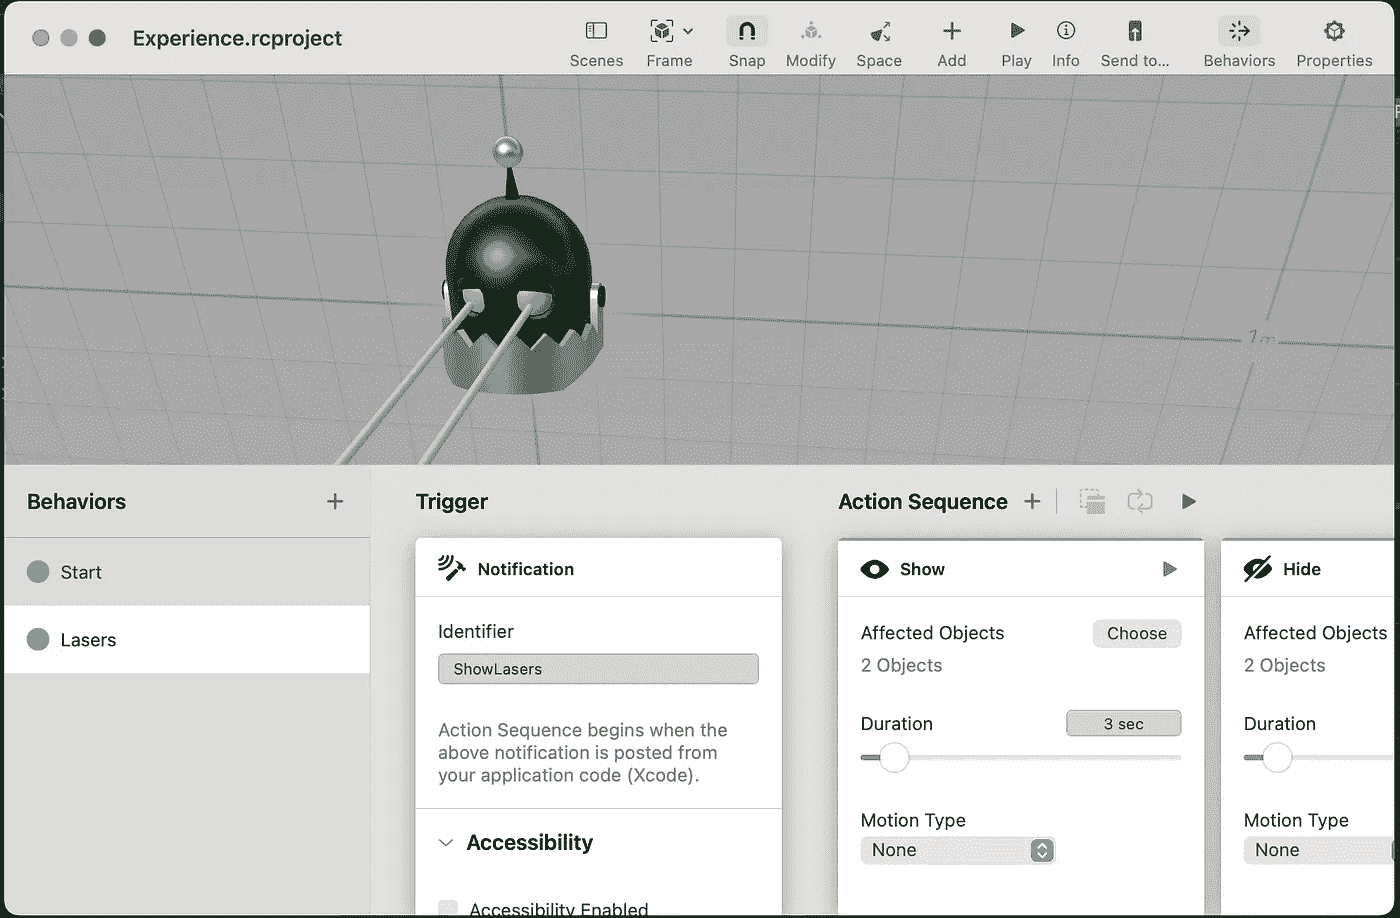 Experience.rcproject
Scenes
Frame
Snap
Modify
Space
Add
Play
Info
Send to...
Behaviors
Properties
1m
Behaviors
Start
Lasers
Trigger
Notification
Identifier
ShowLasers
Action Sequence begins when the
above notification is posted from
your application code (Xcode).
Accessibility
Accessibility Enabled
Action Sequence
Show
Affected Objects
Choose
2 Objects
Duration
3 sec
Motion Type
None
Hide
Affected Objects
2 Objects
Duration
Motion Type
None